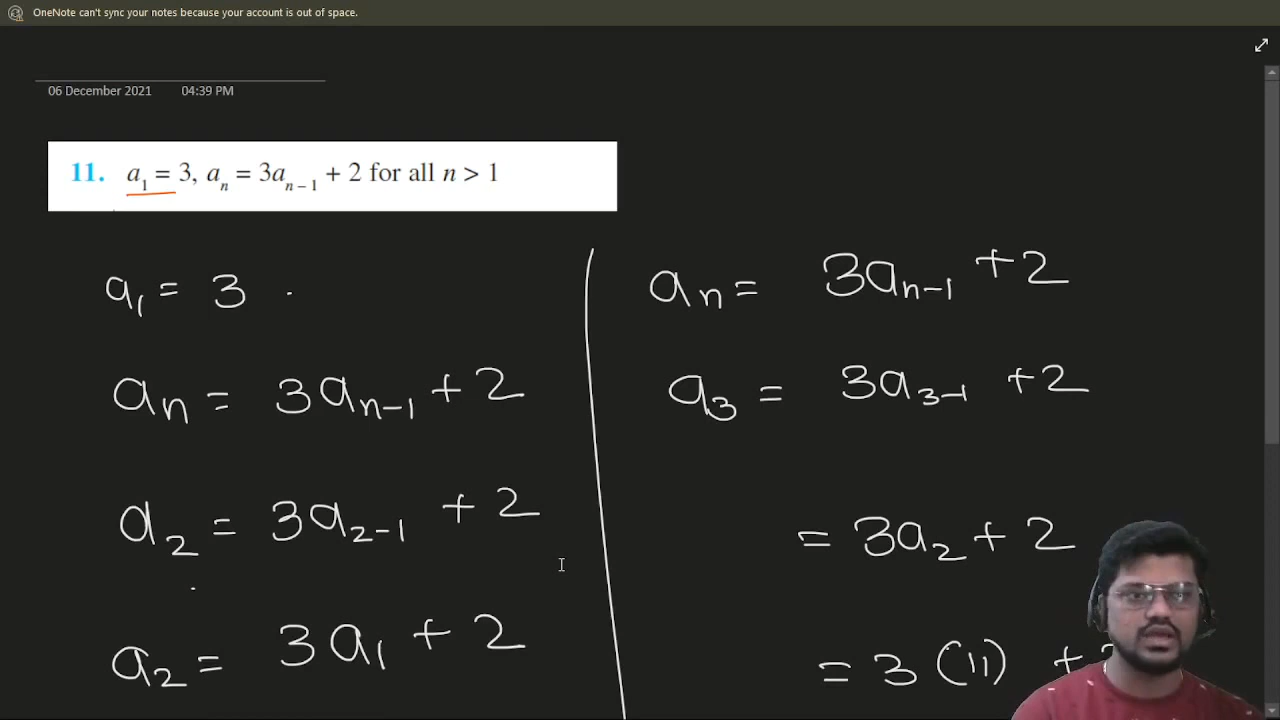 OneNote can't sync your notes because your account is out of space.
06 December 2021 04:39 PM
11. a₁ = 3, aₙ = 3aₙ₋₁ + 2 for all n > 1
a₁ = 3 .
aₙ = 3aₙ₋₁ + 2
a₂ = 3a₂₋₁ + 2
a₂ = 3a₁ + 2
aₙ = 3aₙ₋₁ + 2
a₃ = 3a₃₋₁ + 2
= 3a₂ + 2
= 3 (11) +